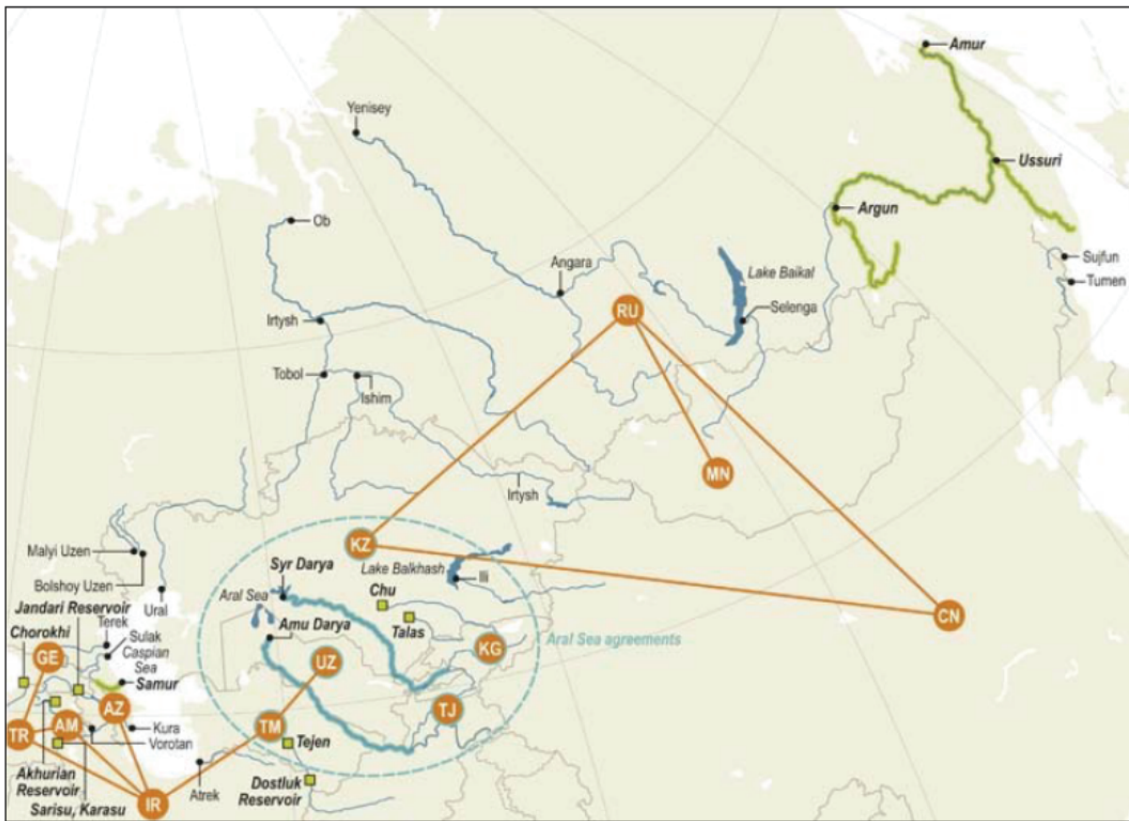 Amur
Yenisey
Ussuri
Argun
Ob
Angara
Lake Baikal
Sujfun
Tumen
RU
Selenga
Irtysh
Tobol
Ishim
MN
Irtysh
KZ
Malyi Uzen
Bolshoy Uzen
Syr Darya
Lake Balkhash
Ili
Aral Sea
Chu
Jandari Reservoir
Ural
Terek
Amu Darya
Talas
CN
Chorokhi
Sulak
Aral Sea agreements
GE
Caspian
Sea
UZ
KG
Samur
TR
AM
AZ
TM
TJ
Kura
Vorotan
Tejen
Akhurian
Reservoir
Sarisu, Karasu
IR
Atrek
Dostluk
Reservoir